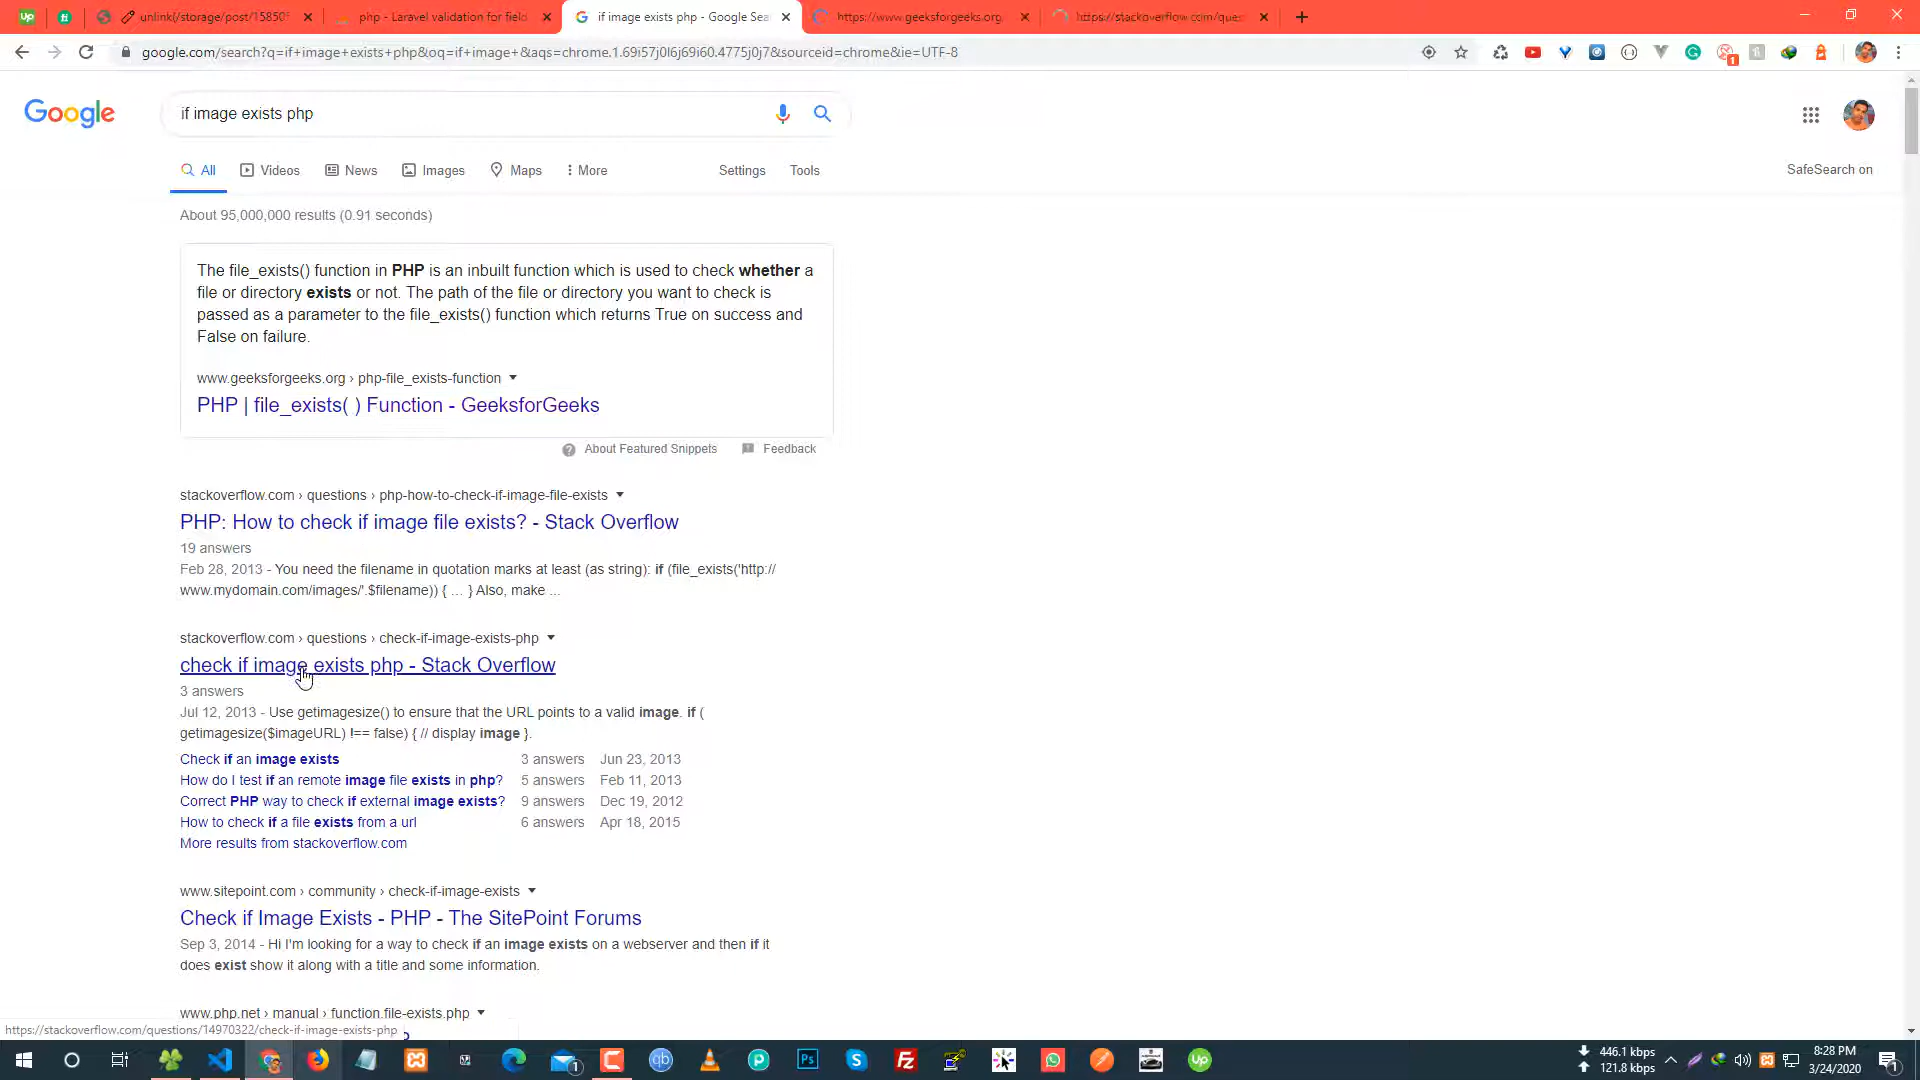 unlink(/storage/post/15850
php - Laravel validation for field
if image exists php - Google Sea
https://www.geeksforgeeks.org
https://stackoverflow.com/ques
google.com/search?q=if+image+exists+php&oq=if+image+&aqs=chrome.1.69i57j0l6j69i60.4775j0j7&sourceid=chrome&ie=UTF-8
Google
if image exists php
All Videos News Images Maps More Settings Tools
SafeSearch on
About 95,000,000 results (0.91 seconds)
The file_exists() function in PHP is an inbuilt function which is used to check whether a
file or directory exists or not. The path of the file or directory you want to check is
passed as a parameter to the file_exists() function which returns True on success and
False on failure.
www.geeksforgeeks.org › php-file_exists-function
PHP | file_exists( ) Function - GeeksforGeeks
About Featured Snippets Feedback
stackoverflow.com › questions › php-how-to-check-if-image-file-exists
PHP: How to check if image file exists? - Stack Overflow
19 answers
Feb 28, 2013 - You need the filename in quotation marks at least (as string): if (file_exists('http://
www.mydomain.com/images/'.$filename)) { ... } Also, make ...
stackoverflow.com › questions › check-if-image-exists-php
check if image exists php - Stack Overflow
3 answers
Jul 12, 2013 - Use getimagesize() to ensure that the URL points to a valid image. if (
getimagesize($imageURL) !== false) { // display image }.
Check if an image exists 3 answers Jun 23, 2013
How do I test if an remote image file exists in php? 5 answers Feb 11, 2013
Correct PHP way to check if external image exists? 9 answers Dec 19, 2012
How to check if a file exists from a url 6 answers Apr 18, 2015
More results from stackoverflow.com
www.sitepoint.com › community › check-if-image-exists
Check if Image Exists - PHP - The SitePoint Forums
Sep 3, 2014 - Hi I'm looking for a way to check if an image exists on a webserver and then if it
does exist show it along with a title and some information.
www.php.net › manual › function.file-exists.php
https://stackoverflow.com/questions/14970322/check-if-image-exists-php
446.1 kbps
121.8 kbps
8:28 PM
3/24/2020